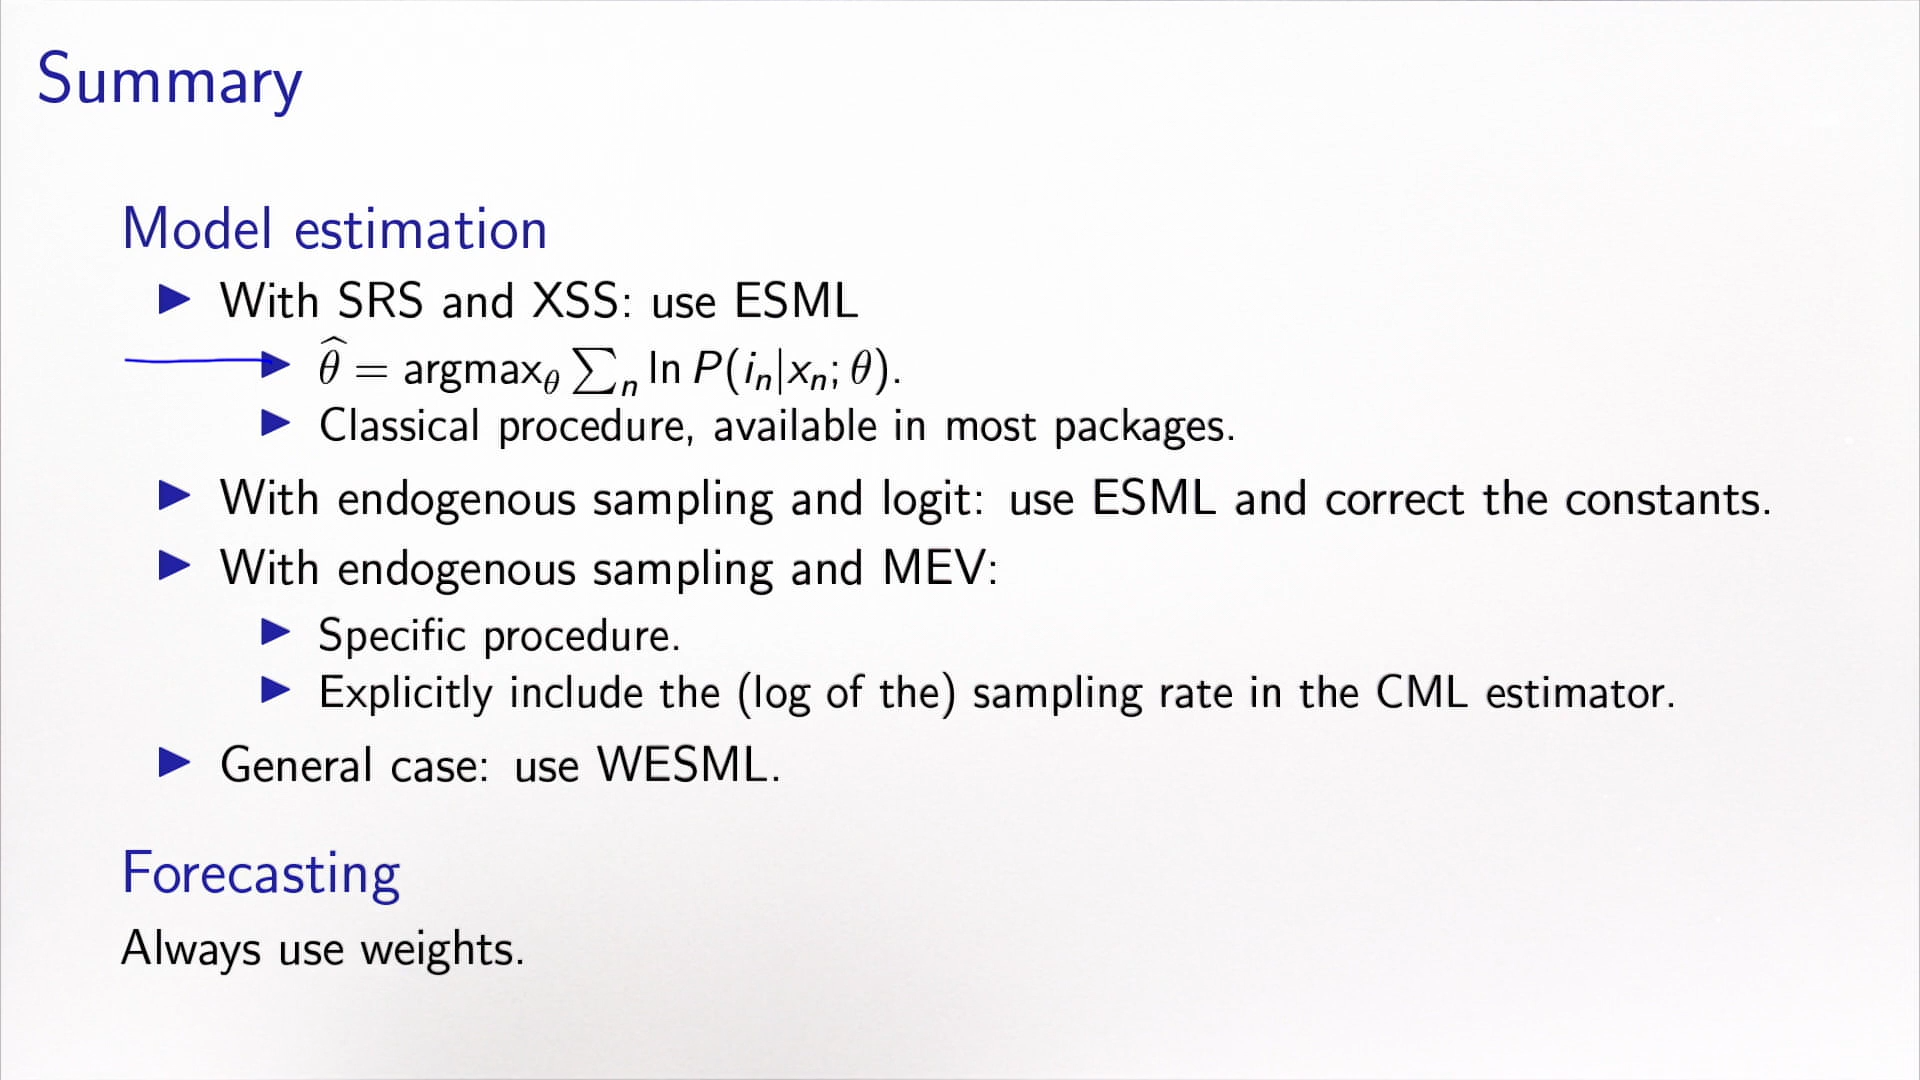 Summary
Model estimation
▶ With SRS and XSS: use ESML
▶ θ̂ = argmax_θ ∑_n ln P(i_n|x_n; θ).
▶ Classical procedure, available in most packages.
▶ With endogenous sampling and logit: use ESML and correct the constants.
▶ With endogenous sampling and MEV:
▶ Specific procedure.
▶ Explicitly include the (log of the) sampling rate in the CML estimator.
▶ General case: use WESML.
Forecasting
Always use weights.